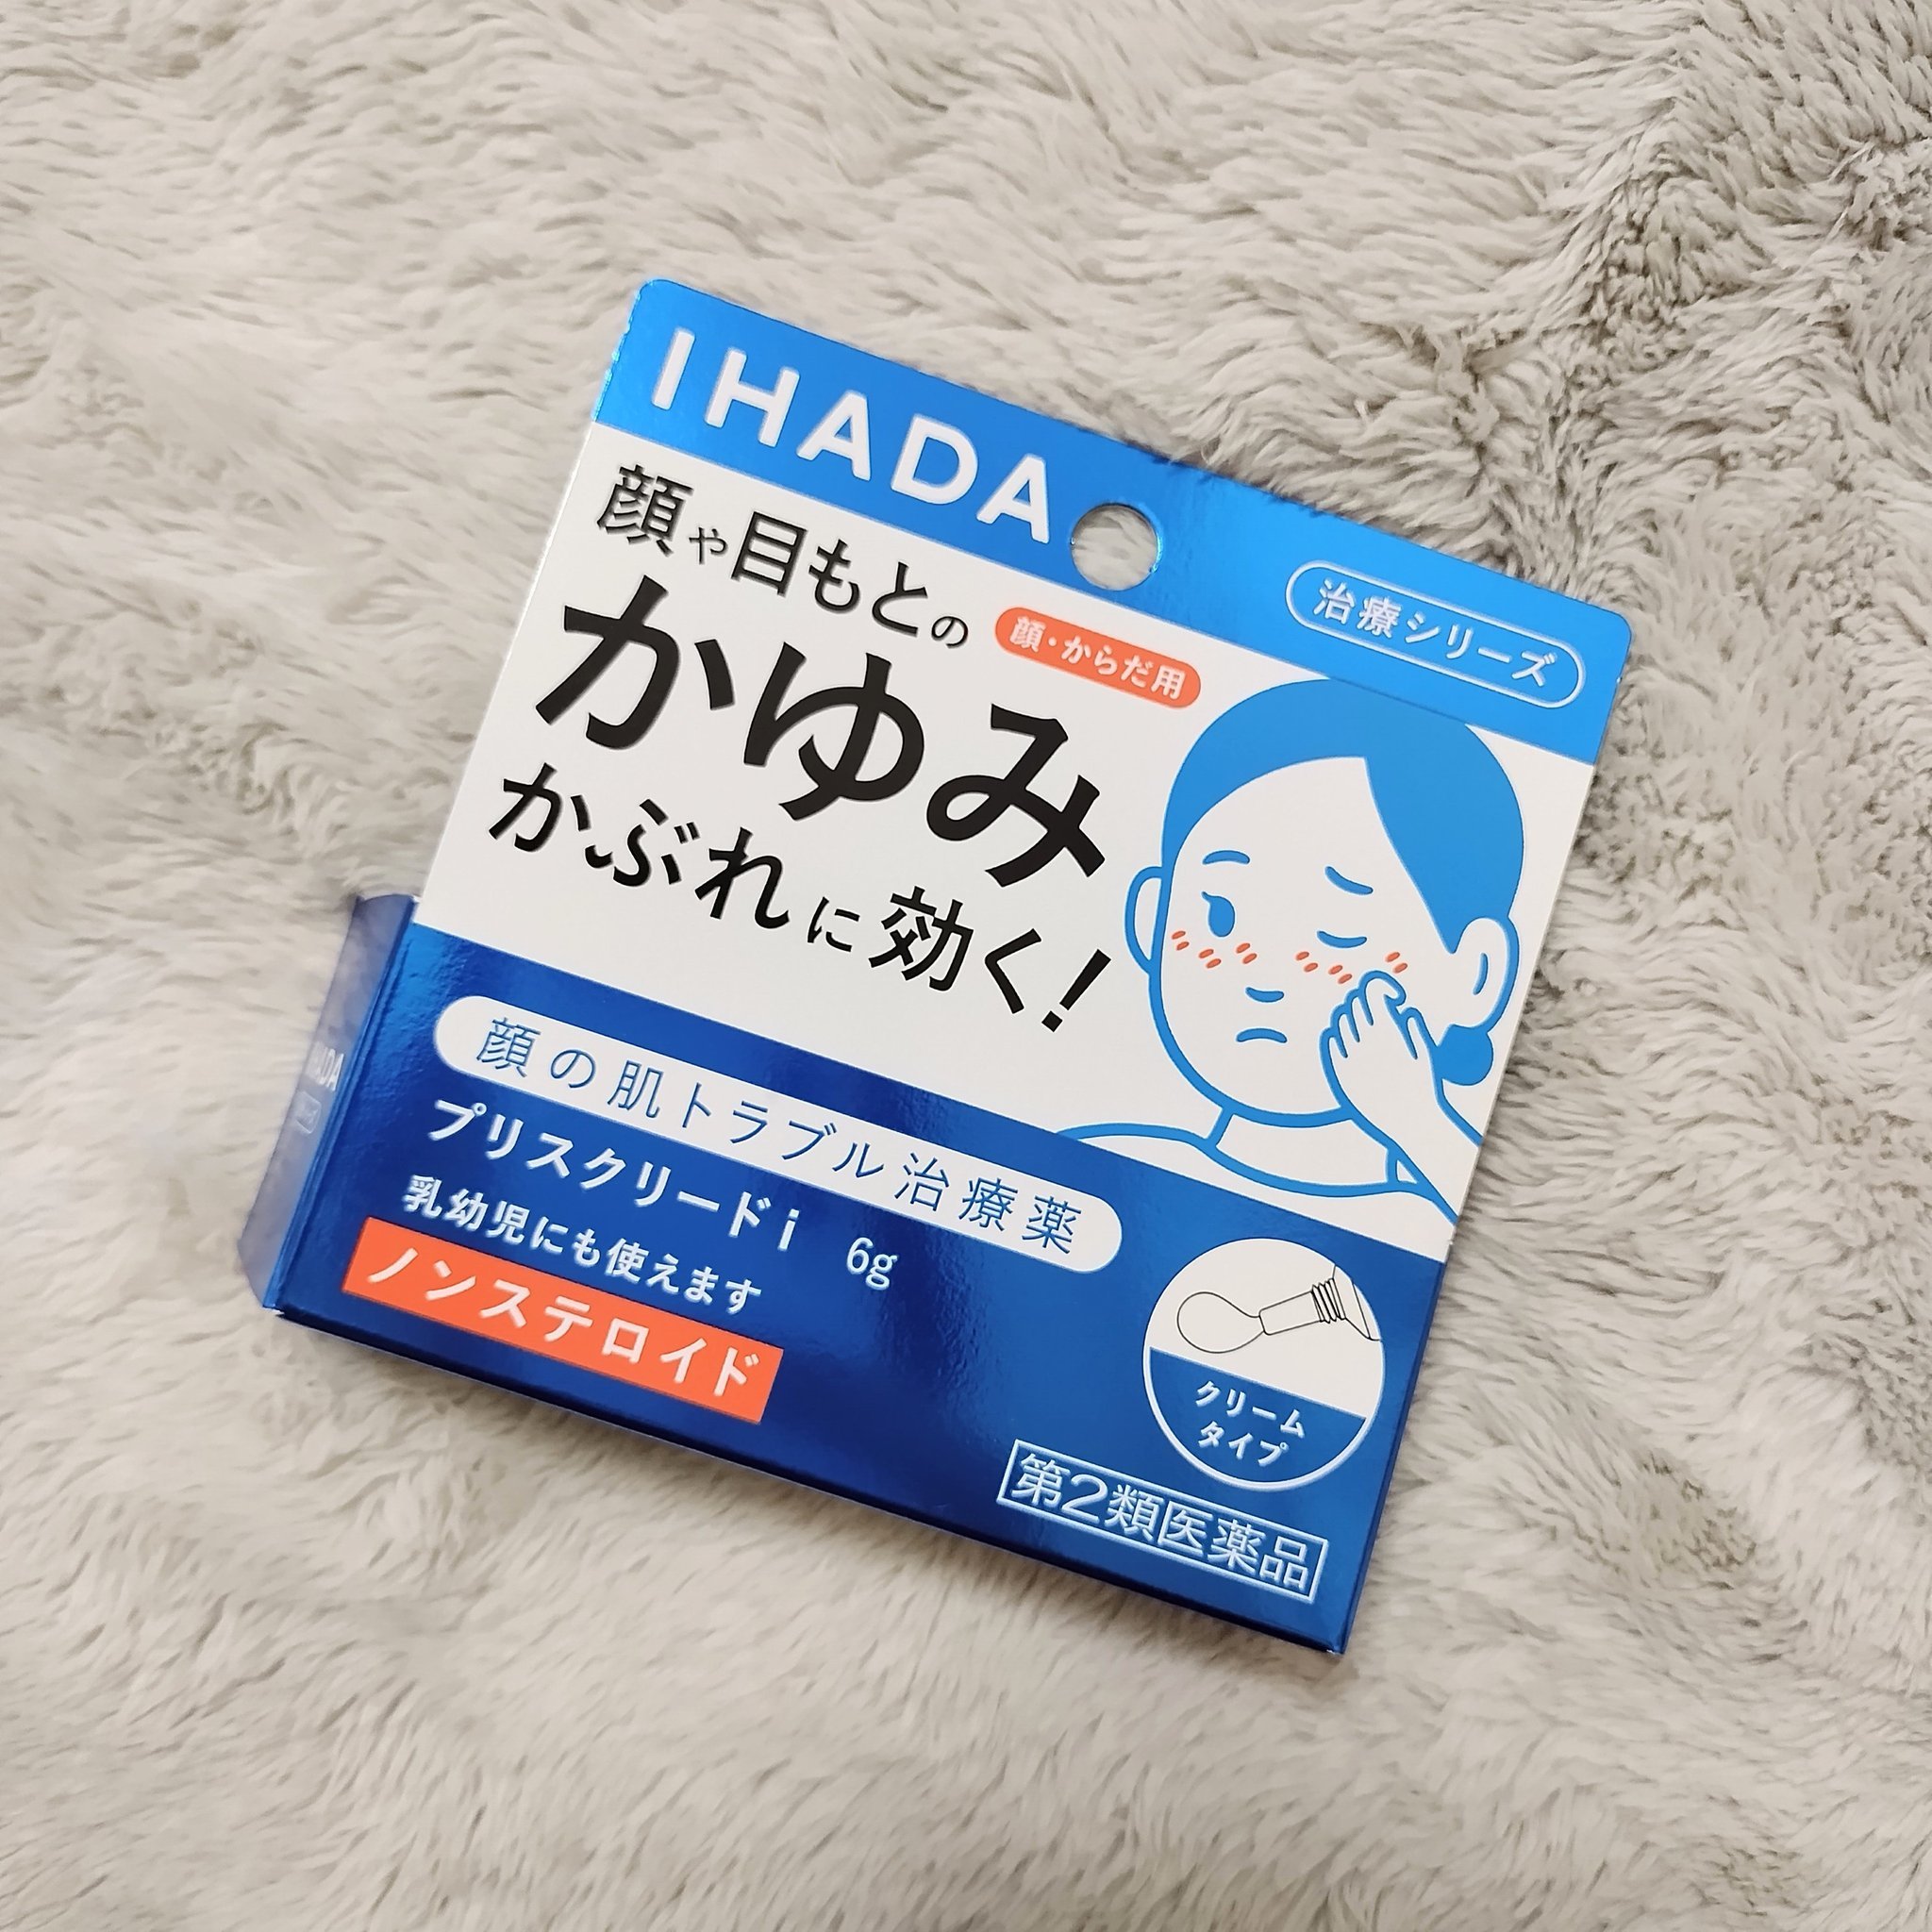 IHADA
治療シリーズ
顔や目もとの
顔・からだ用
かゆみ
かぶれに効く!
顔の肌トラブル治療薬
プリスクリードi 6g
乳幼児にも使えます
ノンステロイド
クリーム
タイプ
第2類医薬品